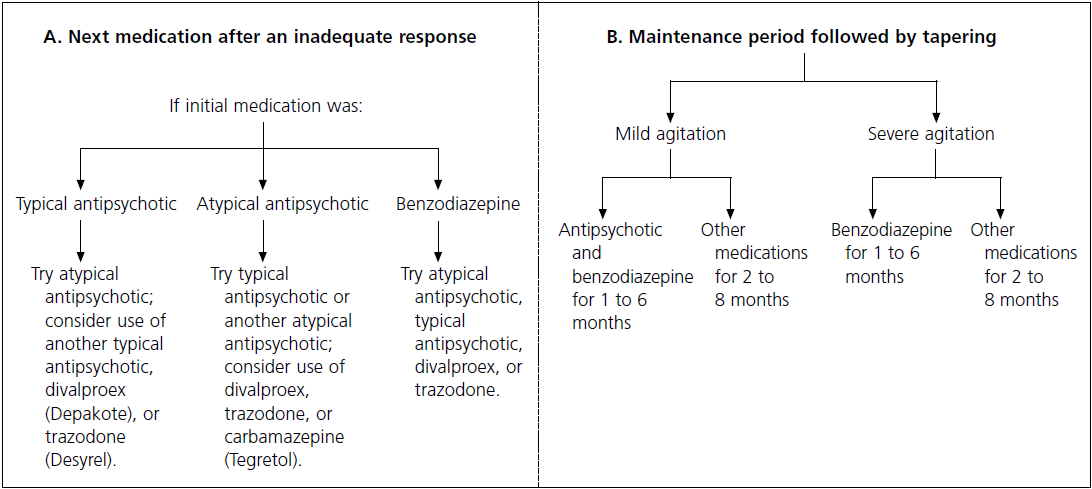 A. Next medication after an inadequate response
If initial medication was:
Typical antipsychotic
Atypical antipsychotic
Benzodiazepine
Try atypical
antipsychotic;
consider use of
another typical
antipsychotic,
divalproex
(Depakote), or
trazodone
(Desyrel).
Try typical
antipsychotic or
another atypical
antipsychotic;
consider use of
divalproex,
trazodone, or
carbamazepine
(Tegretol).
Try atypical
antipsychotic,
typical
antipsychotic,
divalproex, or
trazodone.
B. Maintenance period followed by tapering
Mild agitation
Severe agitation
Antipsychotic
and
benzodiazepine
for 1 to 6
months
Other
medications
for 2 to
8 months
Benzodiazepine
for 1 to 6
months
Other
medications
for 2 to
8 months